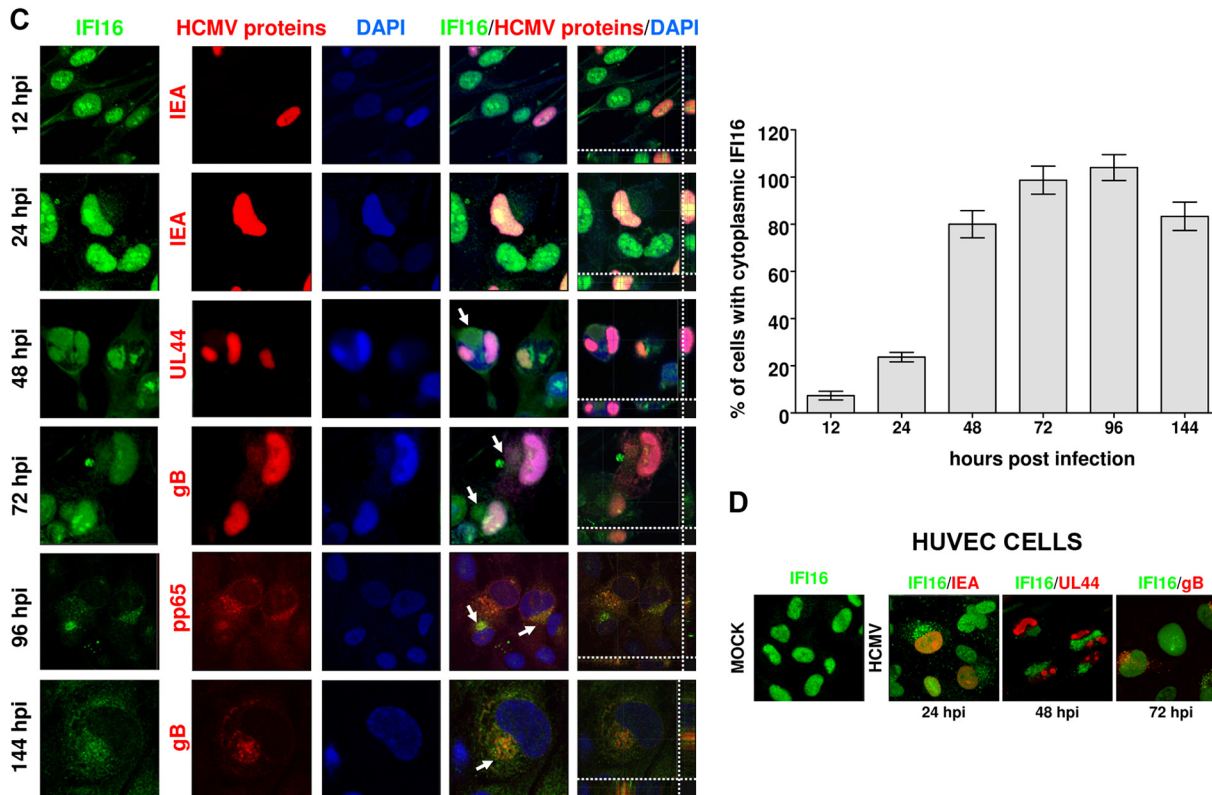 C
IFI16
HCMV proteins
DAPI
IFI16/HCMV proteins/DAPI
12 hpi
IEA
24 hpi
IEA
48 hpi
UL44
72 hpi
gB
96 hpi
pp65
144 hpi
gB
% of cells with cytoplasmic IFI16
120
100
80
60
40
20
0
12 24 48 72 96 144
hours post infection
D
HUVEC CELLS
IFI16
IFI16/IEA
IFI16/UL44
IFI16/gB
MOCK
HCMV
24 hpi
48 hpi
72 hpi